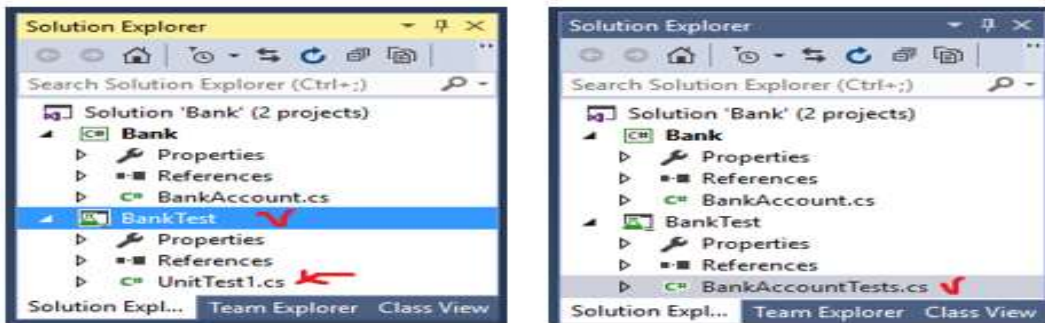 Solution Explorer
Search Solution Explorer (Ctrl+;)
Solution 'Bank' (2 projects)
C# Bank
Properties
References
C# BankAccount.cs
BankTest
Properties
References
C# UnitTest1.cs
Solution Expl... Team Explorer Class View
Solution Explorer
Search Solution Explorer (Ctrl+;)
Solution 'Bank' (2 projects)
C# Bank
Properties
References
C# BankAccount.cs
BankTest
Properties
References
C# BankAccountTests.cs
Solution Expl... Team Explorer Class View